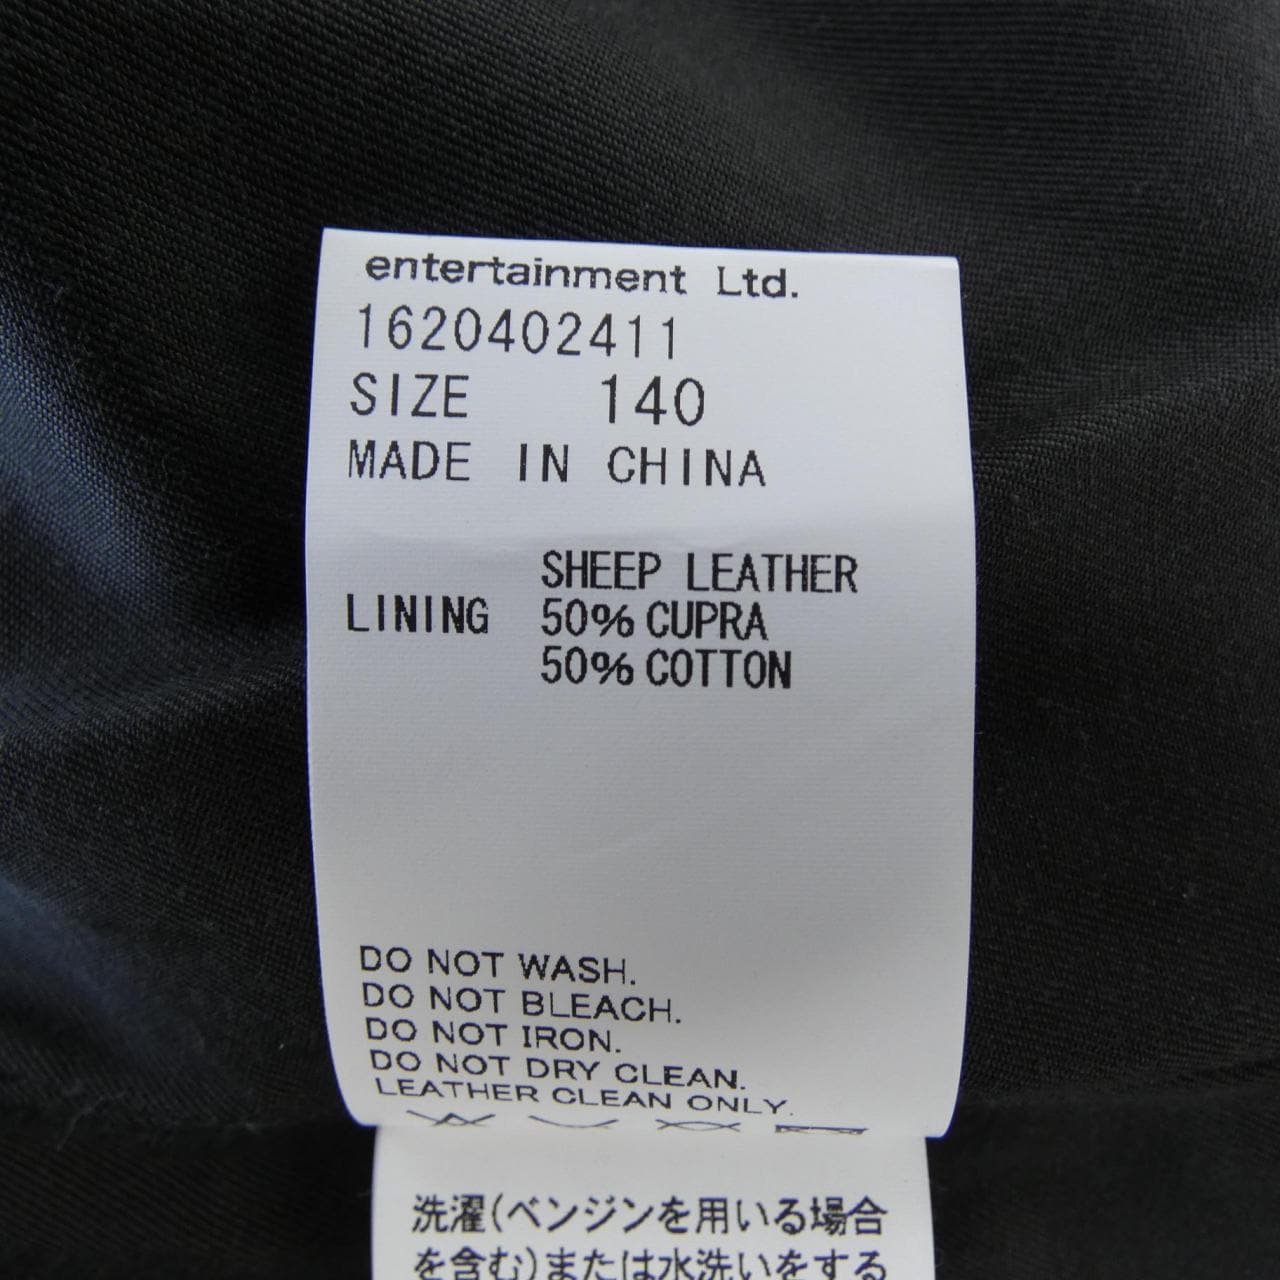 entertainment Ltd.
1620402411
SIZE 140
MADE IN CHINA
SHEEP LEATHER
LINING 50% CUPRA
50% COTTON
DO NOT WASH.
DO NOT BLEACH.
DO NOT IRON.
DO NOT DRY CLEAN.
LEATHER CLEAN ONLY.
洗濯(ベンジンを用いる場合
を含む)または水洗いをする